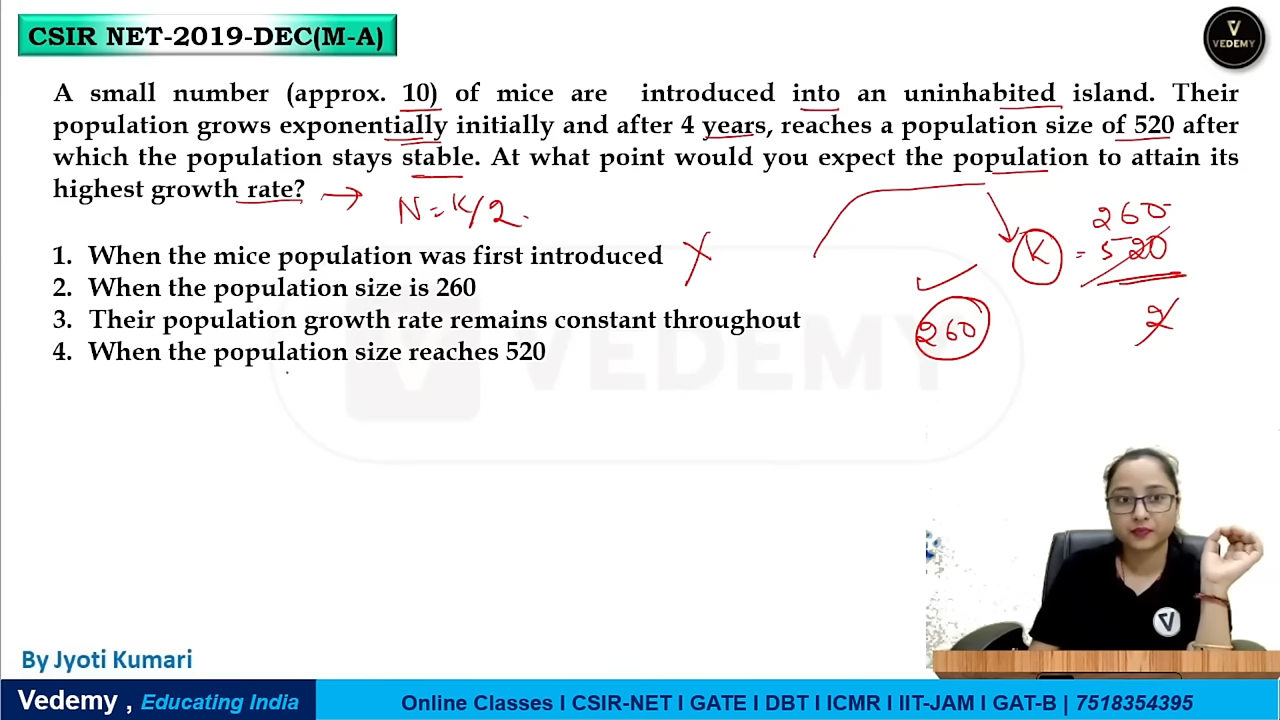 CSIR NET-2019-DEC(M-A)
VEDEMY
A small number (approx. 10) of mice are introduced into an uninhabited island. Their
population grows exponentially initially and after 4 years, reaches a population size of 520 after
which the population stays stable. At what point would you expect the population to attain its
highest growth rate?
N = K/2
260
K = 520
2
1. When the mice population was first introduced
2. When the population size is 260
3. Their population growth rate remains constant throughout
4. When the population size reaches 520
260
VEDEMY
By Jyoti Kumari
Vedemy , Educating India
Online Classes I CSIR-NET I GATE I DBT I ICMR I IIT-JAM I GAT-B | 7518354395